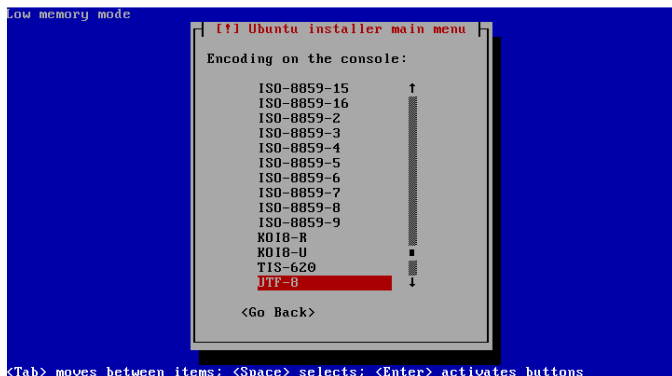 Low memory mode
[!] Ubuntu installer main menu
Encoding on the console:
ISO-8859-15
ISO-8859-16
ISO-8859-2
ISO-8859-3
ISO-8859-4
ISO-8859-5
ISO-8859-6
ISO-8859-7
ISO-8859-8
ISO-8859-9
KOI8-R
KOI8-U
TIS-620
UTF-8
<Go Back>
<Tab> moves between items; <Space> selects; <Enter> activates buttons